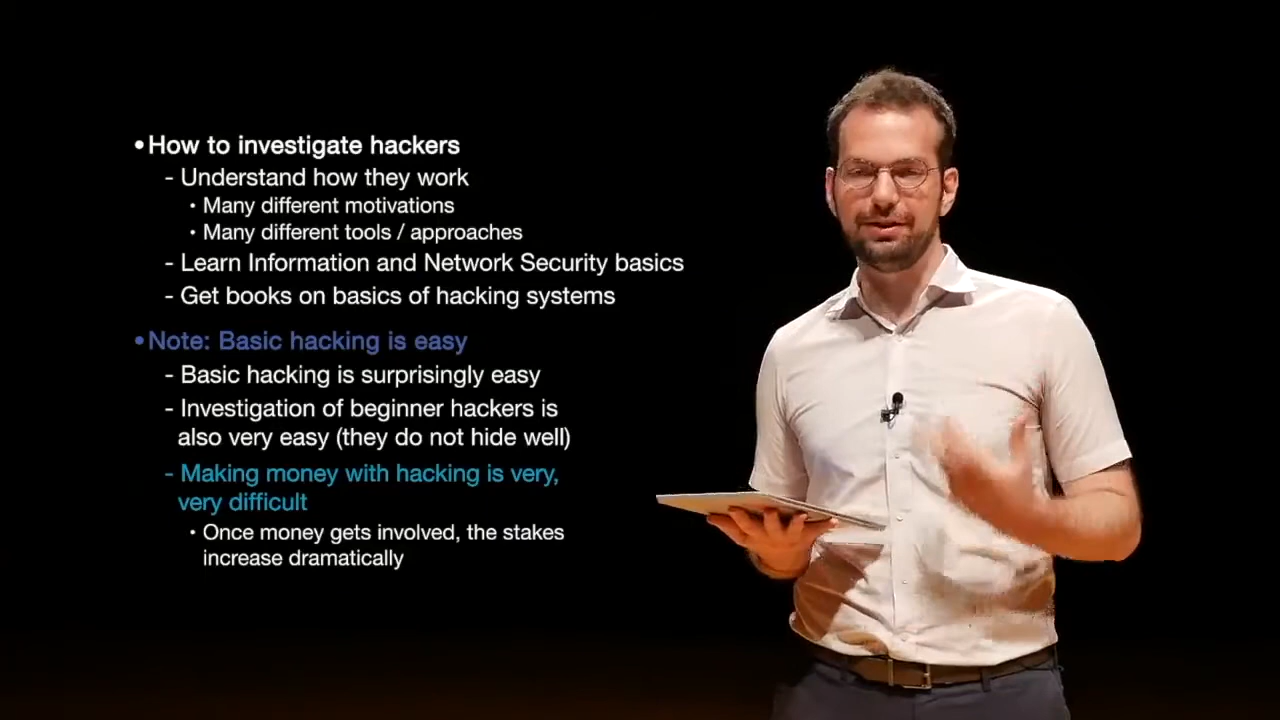 •How to investigate hackers
- Understand how they work
• Many different motivations
• Many different tools / approaches
- Learn Information and Network Security basics
- Get books on basics of hacking systems
•Note: Basic hacking is easy
- Basic hacking is surprisingly easy
- Investigation of beginner hackers is
also very easy (they do not hide well)
- Making money with hacking is very,
very difficult
• Once money gets involved, the stakes
increase dramatically